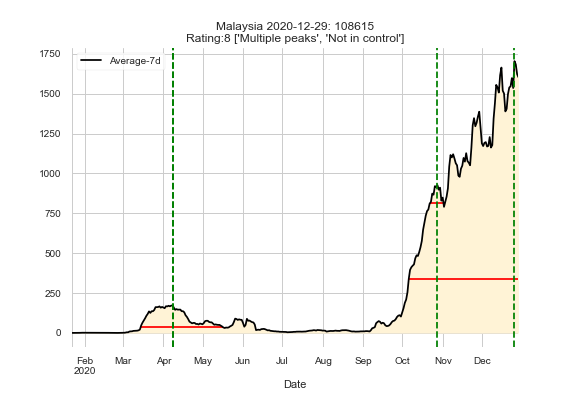 Malaysia 2020-12-29: 108615
Rating:8 ['Multiple peaks', 'Not in control']
1750
Average-7d
1500
1250
1000
750
500
250
0
Feb Mar Apr May Jun Jul Aug Sep Oct Nov Dec
2020
Date